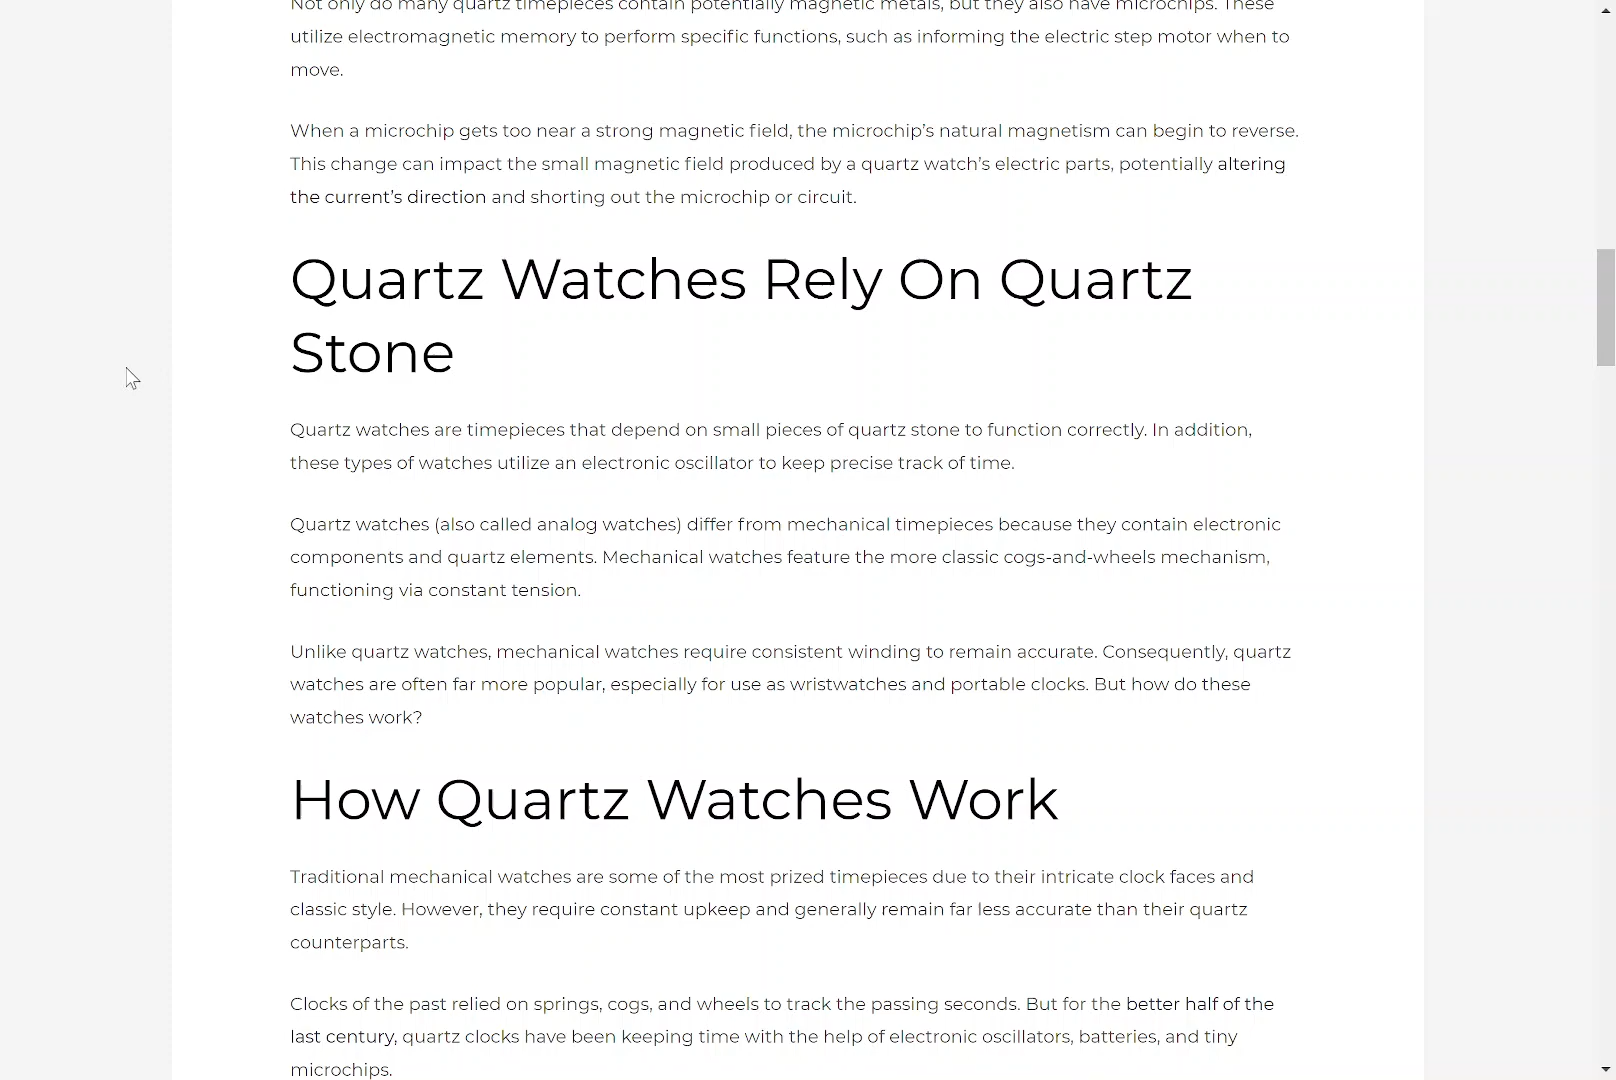 Not only do many quartz timepieces contain potentially magnetic metals, but they also have microchips. These
utilize electromagnetic memory to perform specific functions, such as informing the electric step motor when to
move.
When a microchip gets too near a strong magnetic field, the microchip’s natural magnetism can begin to reverse.
This change can impact the small magnetic field produced by a quartz watch’s electric parts, potentially altering
the current’s direction and shorting out the microchip or circuit.
Quartz Watches Rely On Quartz
Stone
Quartz watches are timepieces that depend on small pieces of quartz stone to function correctly. In addition,
these types of watches utilize an electronic oscillator to keep precise track of time.
Quartz watches (also called analog watches) differ from mechanical timepieces because they contain electronic
components and quartz elements. Mechanical watches feature the more classic cogs-and-wheels mechanism,
functioning via constant tension.
Unlike quartz watches, mechanical watches require consistent winding to remain accurate. Consequently, quartz
watches are often far more popular, especially for use as wristwatches and portable clocks. But how do these
watches work?
How Quartz Watches Work
Traditional mechanical watches are some of the most prized timepieces due to their intricate clock faces and
classic style. However, they require constant upkeep and generally remain far less accurate than their quartz
counterparts.
Clocks of the past relied on springs, cogs, and wheels to track the passing seconds. But for the better half of the
last century, quartz clocks have been keeping time with the help of electronic oscillators, batteries, and tiny
microchips.